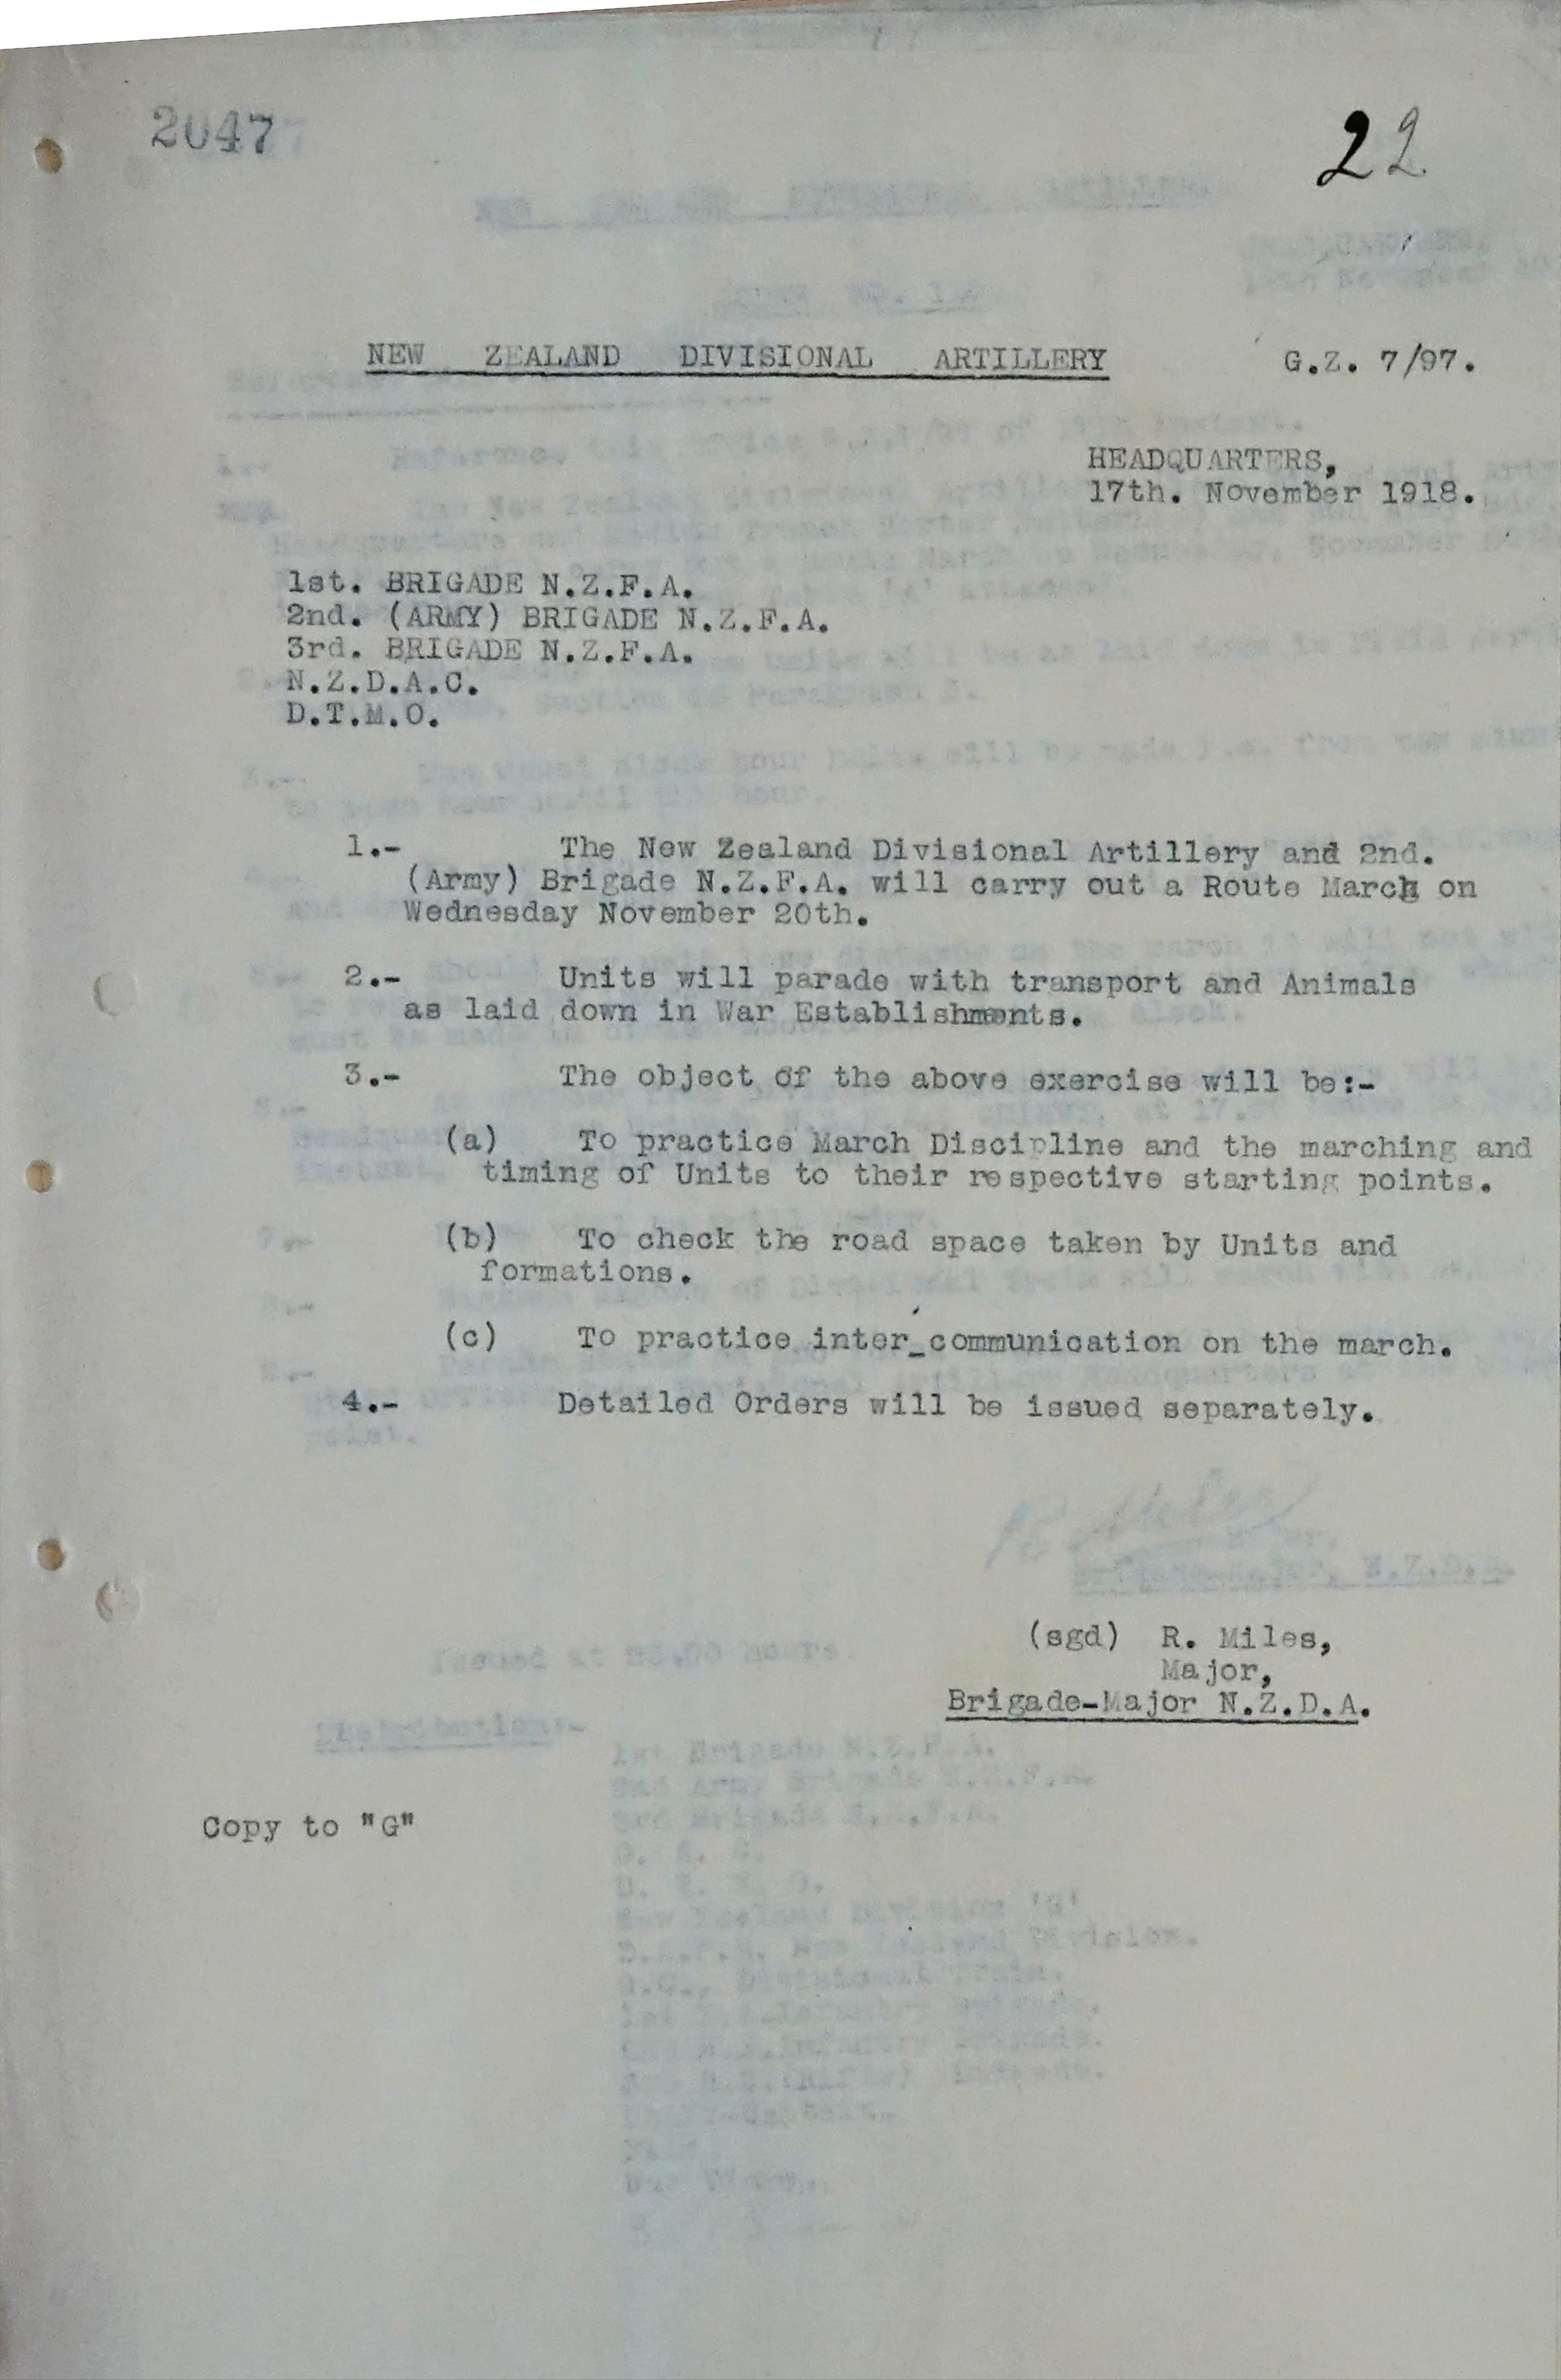 2047
22
NEW ZEALAND DIVISIONAL ARTILLERY G.Z. 7/97.
HEADQUARTERS,
17th. November 1918.
1st. BRIGADE N.Z.F.A.
2nd. (ARMY) BRIGADE N.Z.F.A.
3rd. BRIGADE N.Z.F.A.
N.Z.D.A.C.
D.T.M.O.
1.- The New Zealand Divisional Artillery and 2nd.
(Army) Brigade N.Z.F.A. will carry out a Route March on
Wednesday November 20th.
2.- Units will parade with transport and Animals
as laid down in War Establishments.
3.- The object of the above exercise will be:-
(a) To practice March Discipline and the marching and
timing of Units to their respective starting points.
(b) To check the road space taken by Units and
formations.
(c) To practice inter_communication on the march.
4.- Detailed Orders will be issued separately.
(sgd) R. Miles,
Major,
Brigade-Major N.Z.D.A.
Copy to "G"